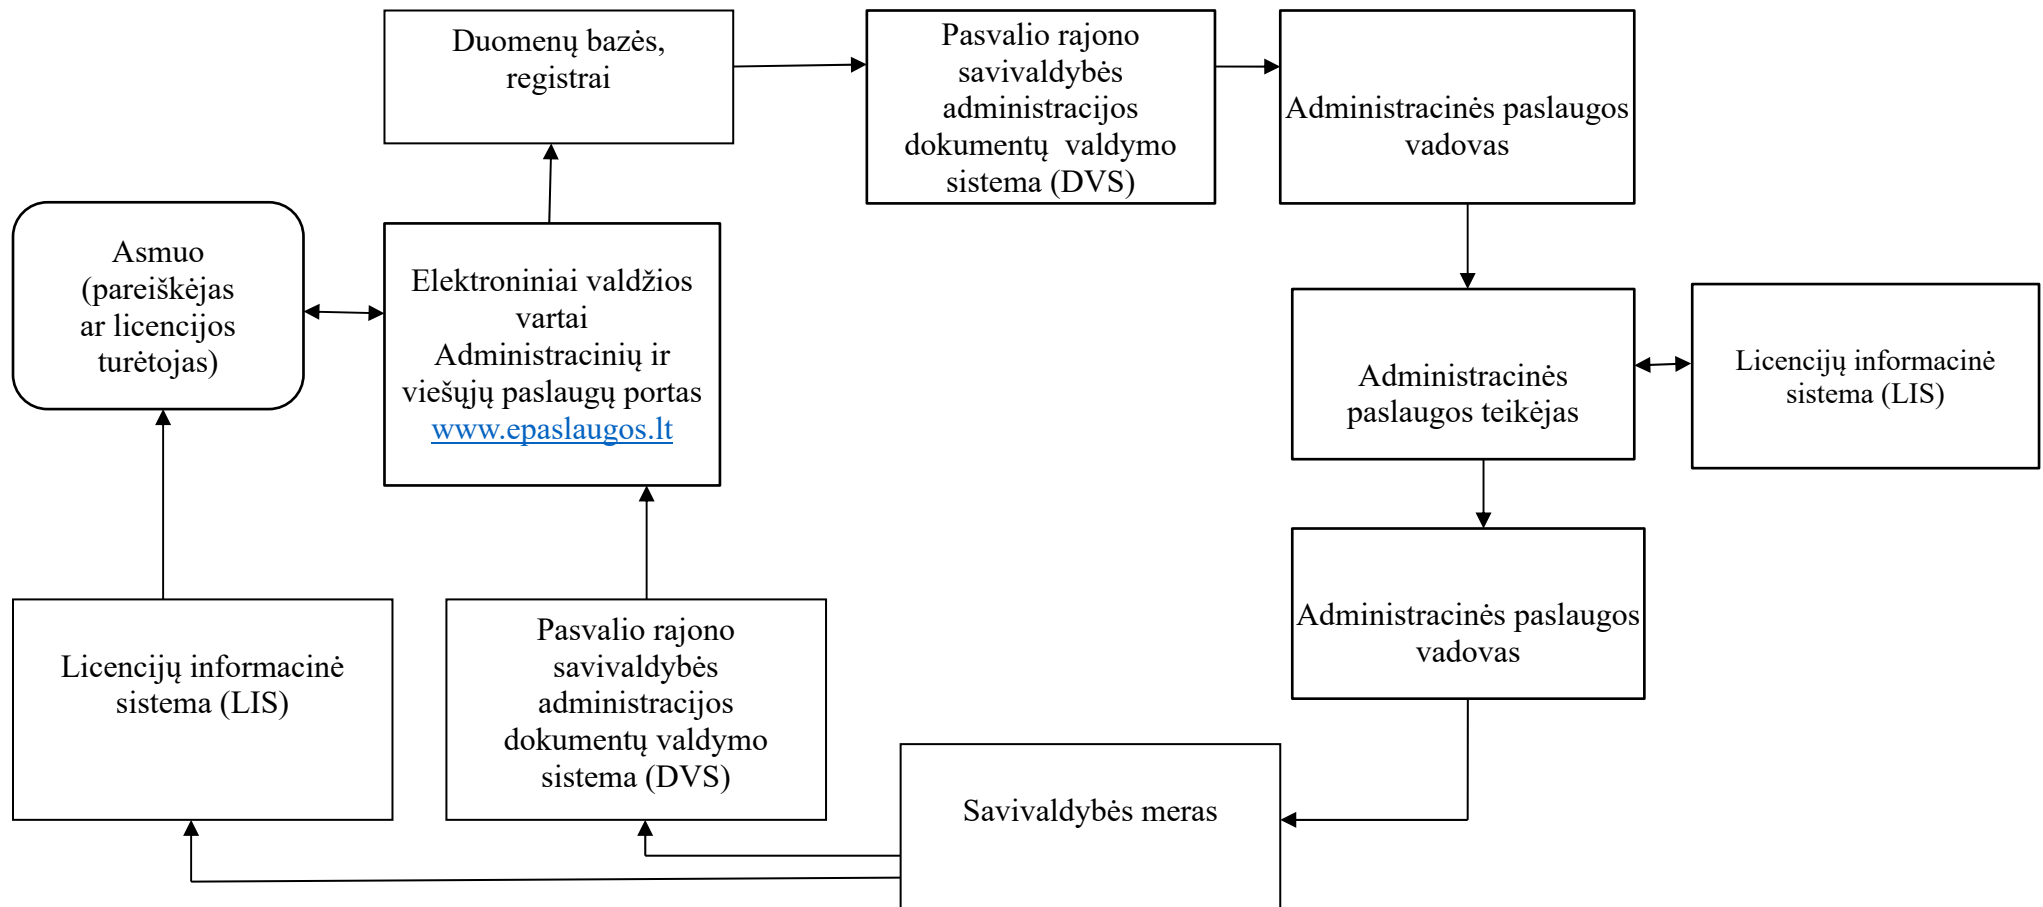 Duomenų bazės,
registrai
Pasvalio rajono
savivaldybės
administracijos
dokumentų valdymo
sistema (DVS)
Administracinės paslaugos
vadovas
Asmuo
(pareiškėjas
ar licencijos
turėtojas)
Elektroniniai valdžios
vartai
Administracinių ir
viešųjų paslaugų portas
www.epaslaugos.lt
Administracinės
paslaugos teikėjas
Licencijų informacinė
sistema (LIS)
Administracinės paslaugos
vadovas
Licencijų informacinė
sistema (LIS)
Pasvalio rajono
savivaldybės
administracijos
dokumentų valdymo
sistema (DVS)
Savivaldybės meras